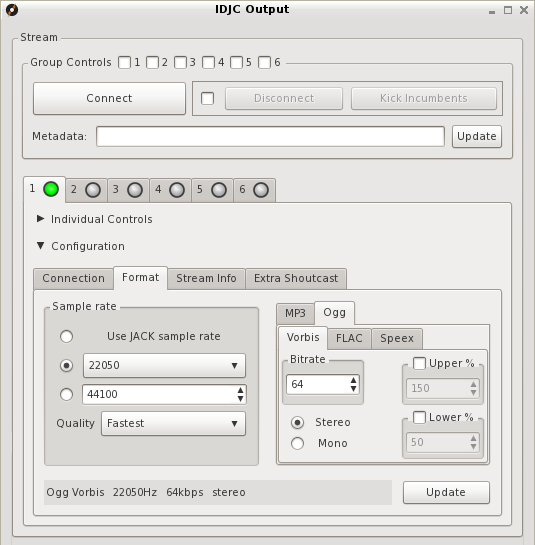 IDJC Output
Stream
Group Controls 1 2 3 4 5 6
Connect Disconnect Kick Incumbents
Metadata: Update
1 2 3 4 5 6
Individual Controls
Configuration
Connection Format Stream Info Extra Shoutcast
Sample rate
Use JACK sample rate
22050
44100
Quality Fastest
MP3 Ogg
Vorbis FLAC Speex
Bitrate
64
Stereo
Mono
Upper %
150
Lower %
50
Ogg Vorbis 22050Hz 64kbps stereo
Update